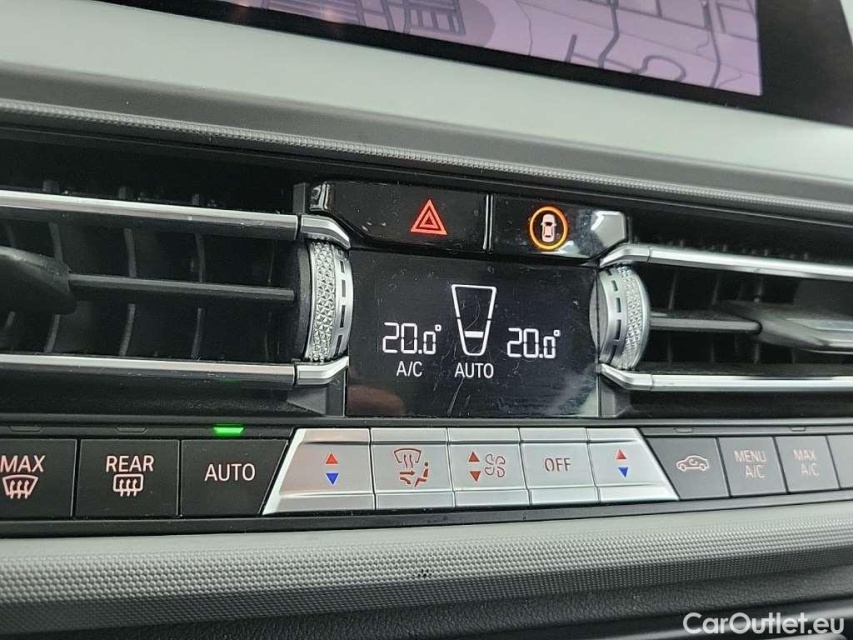 20.0°
20.0°
A/C
AUTO
MAX
REAR
AUTO
OFF
MENU
A/C
MAX
A/C
CarOutlet.eu